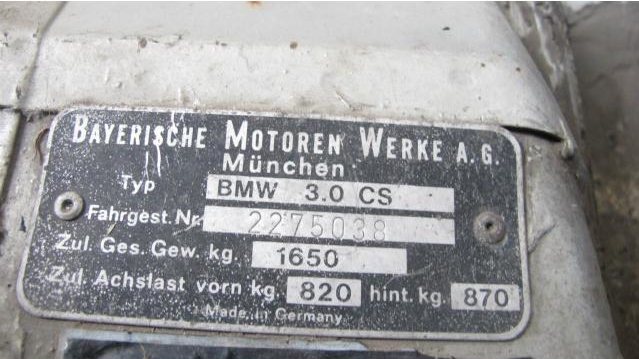 BAYERISCHE MOTOREN WERKE A.G.
München
Typ BMW 3.0 CS
Fahrgest. Nr. 2275038
Zul. Ges. Gew. kg. 1650
Zul Achslast vorn kg. 820 hint. kg. 870
Made in Germany